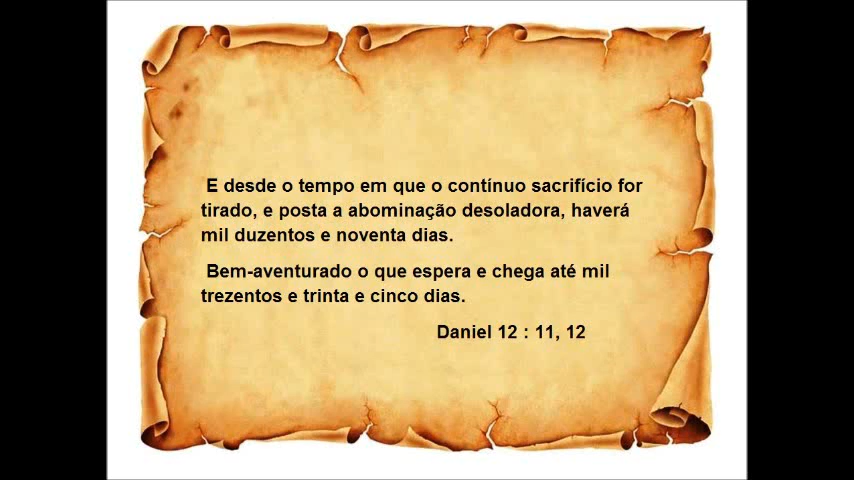 E desde o tempo em que o contínuo sacrifício for
tirado, e posta a abominação desoladora, haverá
mil duzentos e noventa dias.
Bem-aventurado o que espera e chega até mil
trezentos e trinta e cinco dias.
Daniel 12 : 11, 12